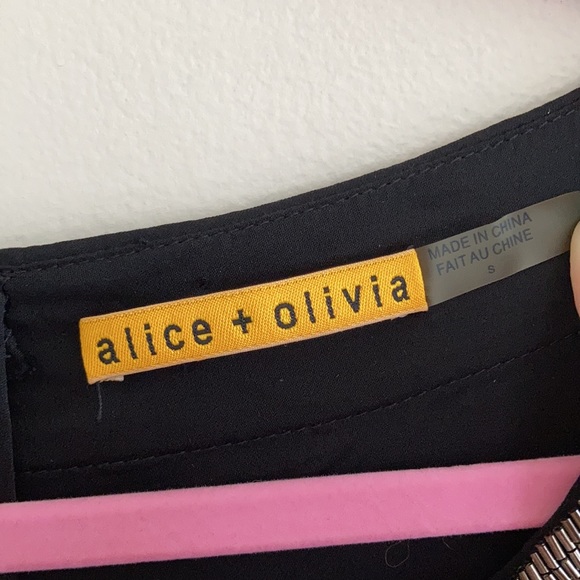 alice + olivia
MADE IN CHINA
FAIT AU CHINE
S